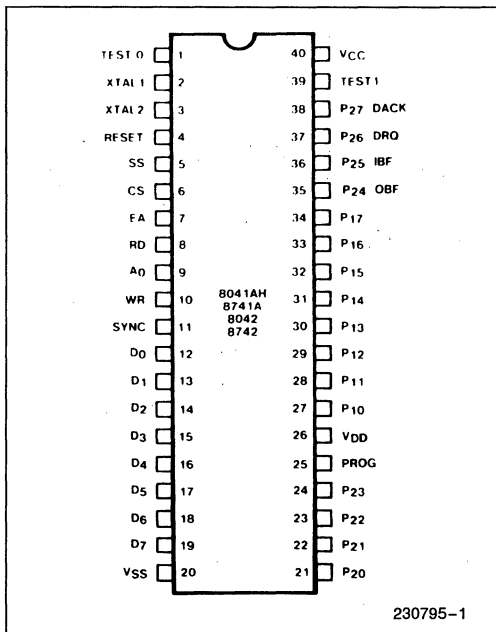 TEST 0 1 40 VCC
XTAL 1 2 39 TEST 1
XTAL 2 3 38 P27 DACK
RESET 4 37 P26 DRQ
SS 5 36 P25 IBF
CS 6 35 P24 OBF
EA 7 34 P17
RD 8 33 P16
A0 9 32 P15
WR 10 31 P14
SYNC 11 30 P13
D0 12 29 P12
D1 13 28 P11
D2 14 27 P10
D3 15 26 VDD
D4 16 25 PROG
D5 17 24 P23
D6 18 23 P22
D7 19 22 P21
VSS 20 21 P20
8041AH
8741A
8042
8742
230795-1